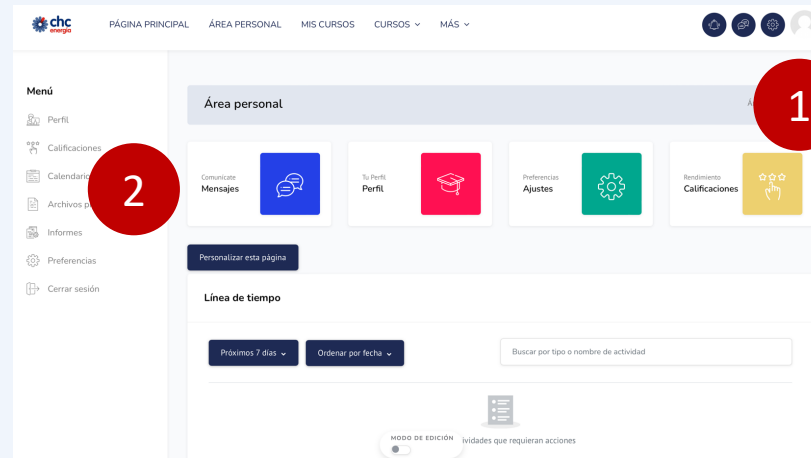 chc
energía
PÁGINA PRINCIPAL ÁREA PERSONAL MIS CURSOS CURSOS MÁS
1
Menú
Perfil
Calificaciones
Calendario
Archivos
Informes
Preferencias
Cerrar sesión
2
Área personal
Comunícate
Mensajes
Tu Perfil
Perfil
Preferencias
Ajustes
Rendimiento
Calificaciones
Personalizar esta página
Línea de tiempo
Próximos 7 días
Ordenar por fecha
Buscar por tipo o nombre de actividad
MODO DE EDICIÓN
ividades que requieran acciones